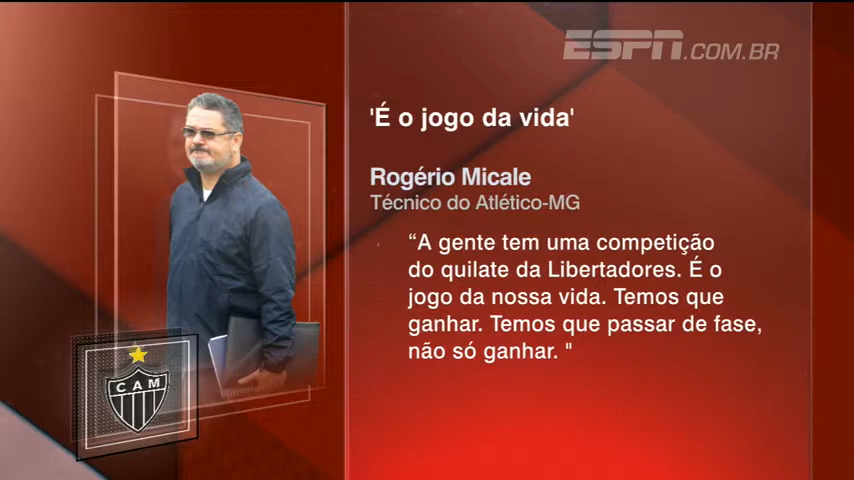 ESPN.COM.BR
'É o jogo da vida'
Rogério Micale
Técnico do Atlético-MG
“A gente tem uma competição
do quilate da Libertadores. É o
jogo da nossa vida. Temos que
ganhar. Temos que passar de fase,
não só ganhar. "
CAM